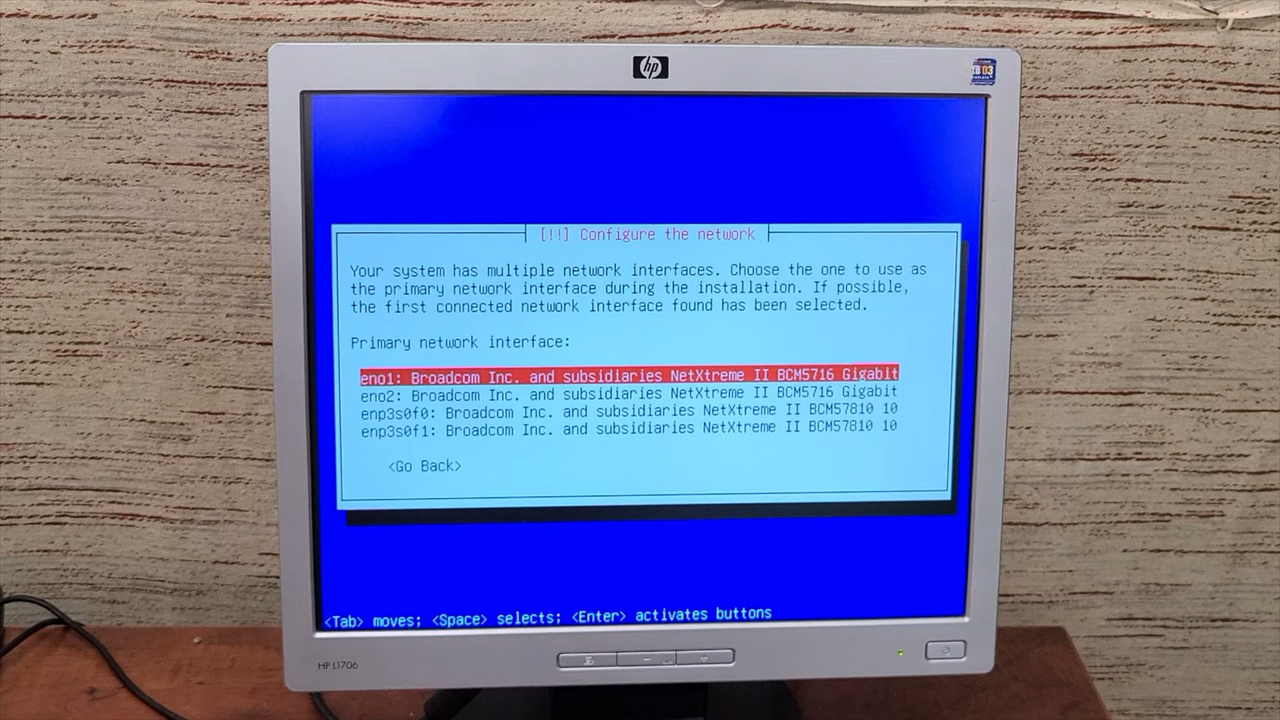 hp
[!!] Configure the network
Your system has multiple network interfaces. Choose the one to use as
the primary network interface during the installation. If possible,
the first connected network interface found has been selected.
Primary network interface:
eno1: Broadcom Inc. and subsidiaries NetXtreme II BCM5716 Gigabit
eno2: Broadcom Inc. and subsidiaries NetXtreme II BCM5716 Gigabit
enp3s0f0: Broadcom Inc. and subsidiaries NetXtreme II BCM57810 10
enp3s0f1: Broadcom Inc. and subsidiaries NetXtreme II BCM57810 10
<Go Back>
<Tab> moves; <Space> selects; <Enter> activates buttons
HP L1706